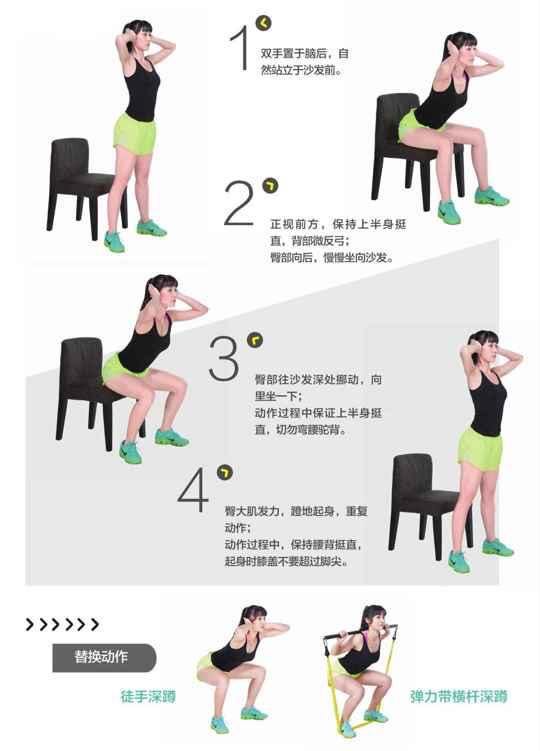 1
双手置于脑后，自
然站立于沙发前。
2
正视前方，保持上半身挺
直，背部微反弓；
臀部向后，慢慢坐向沙发。
3
臀部往沙发深处挪动，向
里坐一下；
动作过程中保证上半身挺
直，切勿弯腰驼背。
4
臀大肌发力，蹬地起身，重复
动作；
动作过程中，保持腰背挺直，
起身时膝盖不要超过脚尖。
替换动作
徒手深蹲
弹力带横杆深蹲